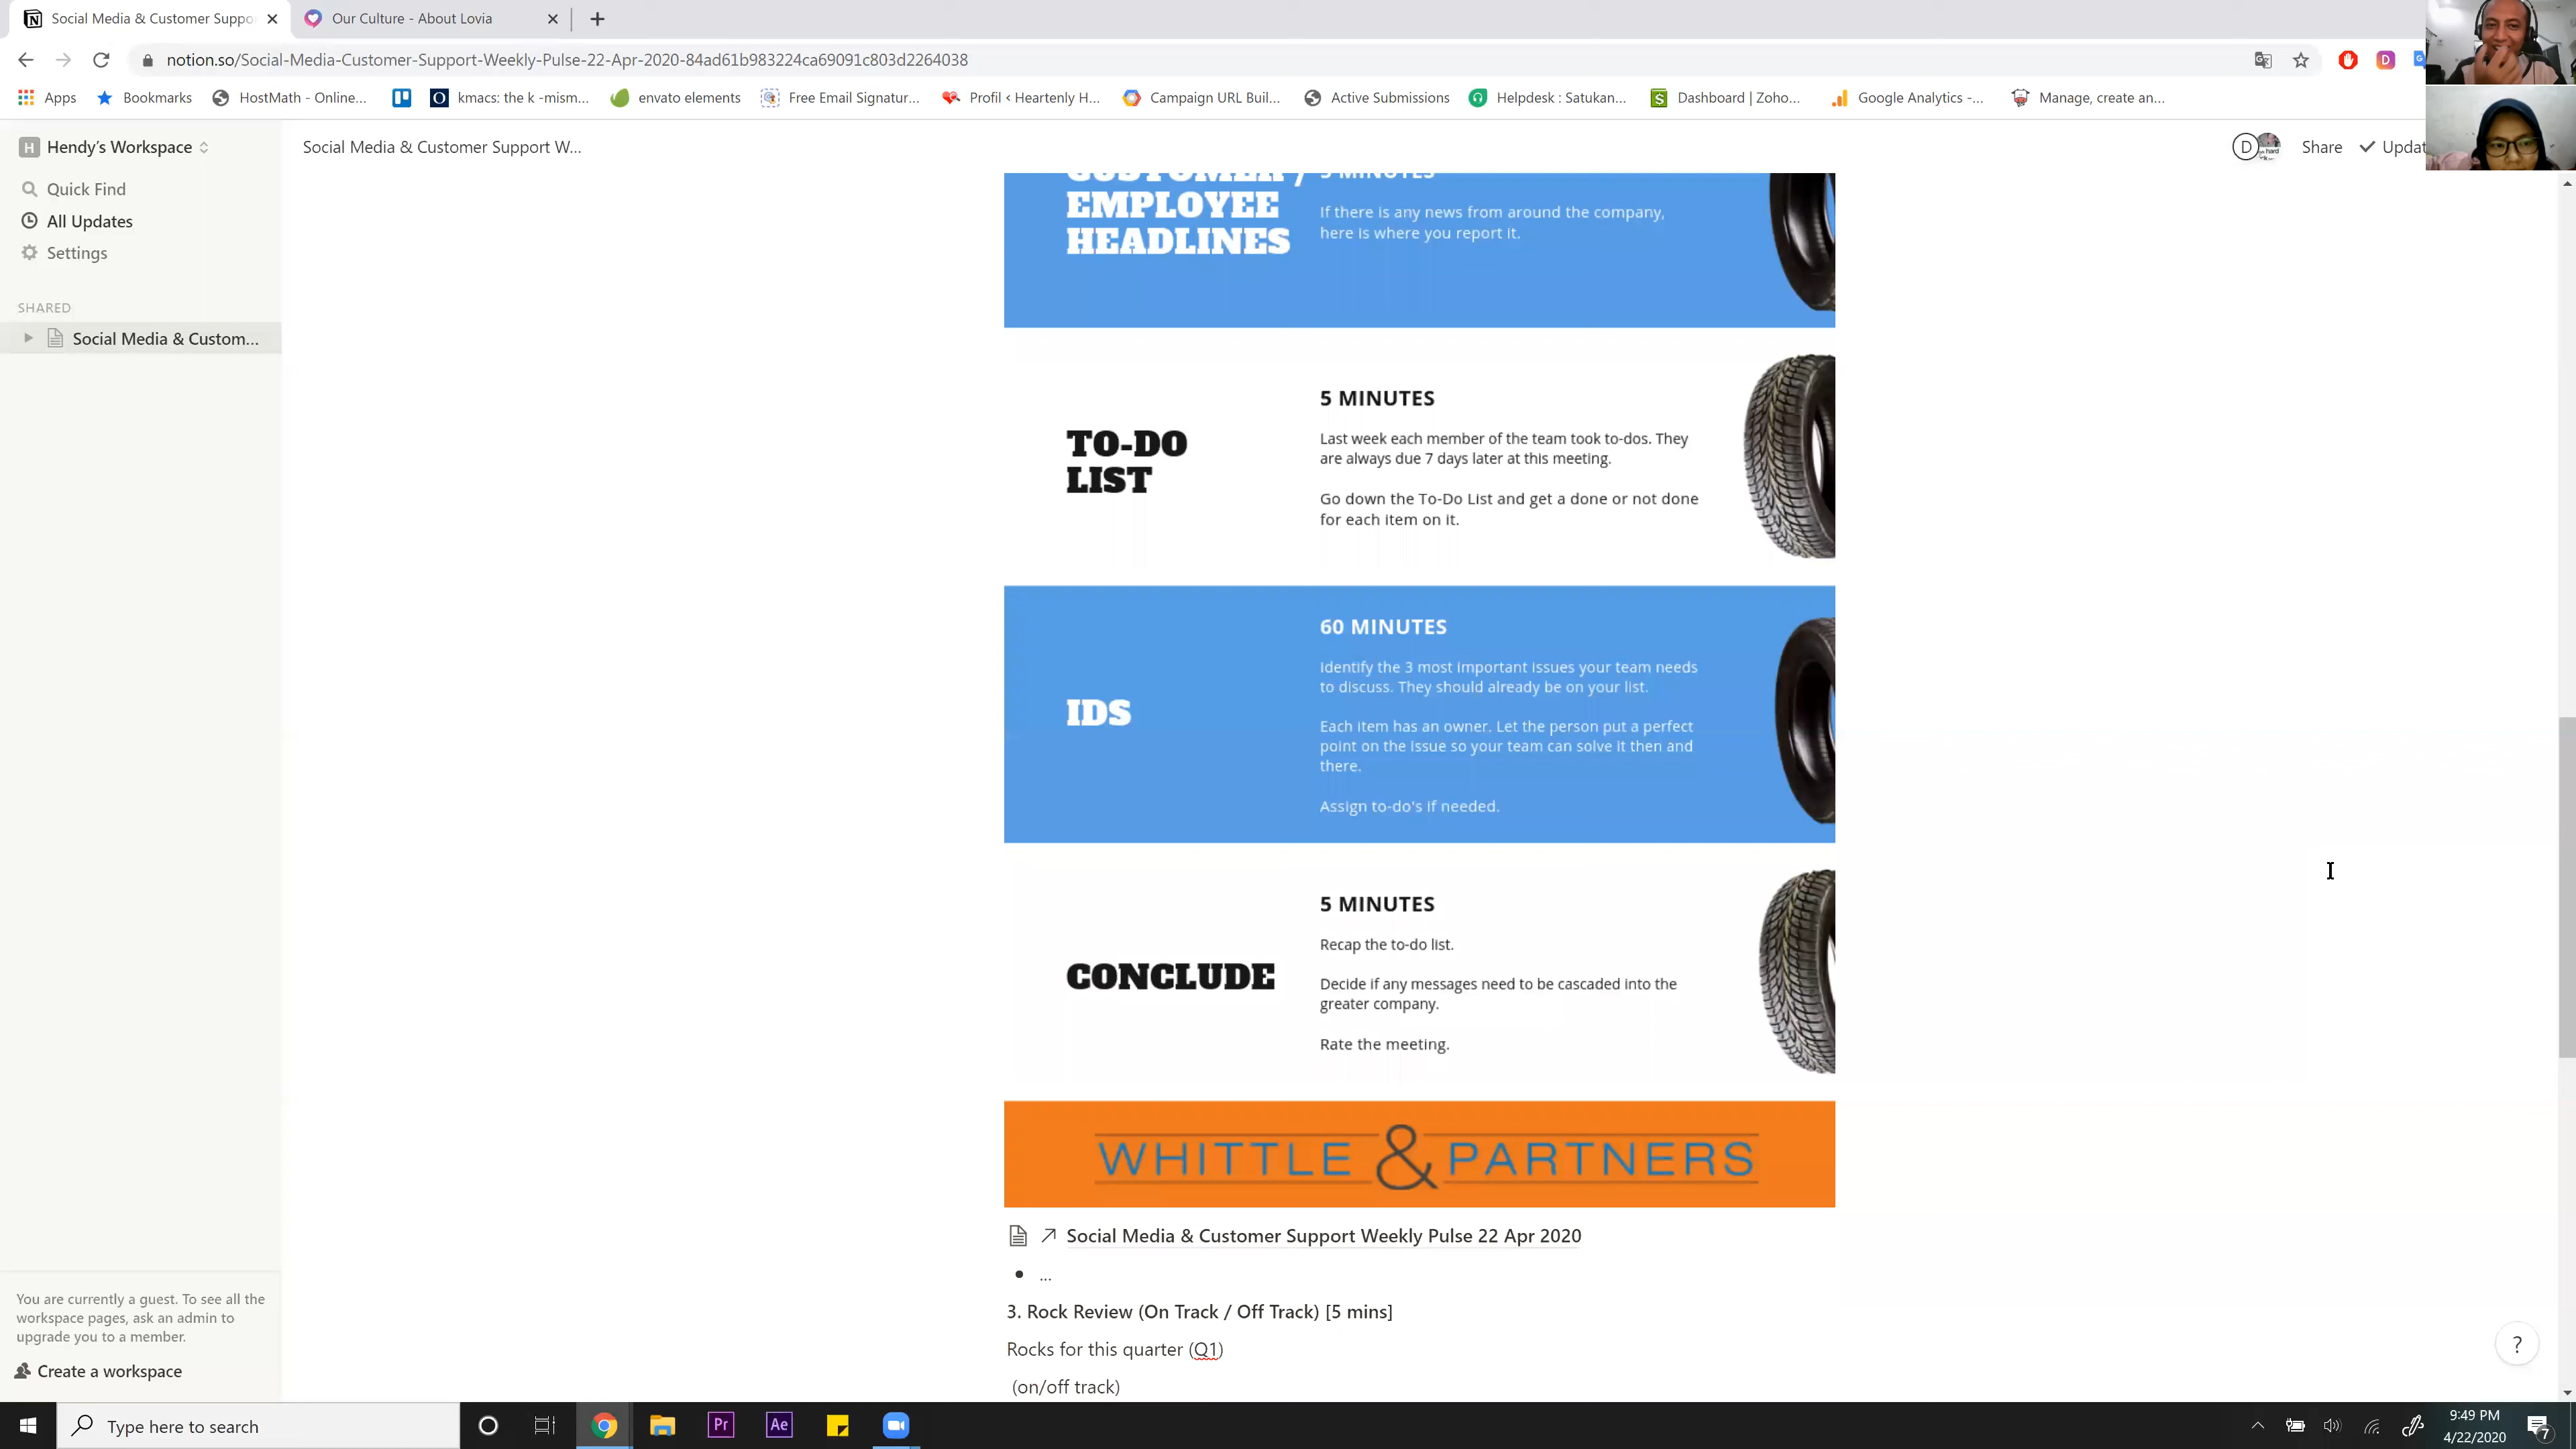 Social Media & Customer Suppo
Our Culture - About Lovia
notion.so/Social-Media-Customer-Support-Weekly-Pulse-22-Apr-2020-84ad61b983224ca69091c803d2264038
Apps
Bookmarks
HostMath - Online...
kmacs: the k -mism...
envato elements
Free Email Signatur...
Profil < Heartenly H...
Campaign URL Buil...
Active Submissions
Helpdesk : Satukan...
Dashboard | Zoho...
Google Analytics -...
Manage, create an...
H Hendy's Workspace
Quick Find
All Updates
Settings
SHARED
Social Media & Custom...
You are currently a guest. To see all the
workspace pages, ask an admin to
upgrade you to a member.
Create a workspace
Social Media & Customer Support W...
D
Share
Updat
CUSTOMER /
EMPLOYEE
HEADLINES
5 MINUTES
If there is any news from around the company,
here is where you report it.
TO-DO
LIST
5 MINUTES
Last week each member of the team took to-dos. They
are always due 7 days later at this meeting.
Go down the To-Do List and get a done or not done
for each item on it.
IDS
60 MINUTES
Identify the 3 most important issues your team needs
to discuss. They should already be on your list.
Each item has an owner. Let the person put a perfect
point on the issue so your team can solve it then and
there.
Assign to-do's if needed.
CONCLUDE
5 MINUTES
Recap the to-do list.
Decide if any messages need to be cascaded into the
greater company.
Rate the meeting.
WHITTLE & PARTNERS
Social Media & Customer Support Weekly Pulse 22 Apr 2020
• ...
3. Rock Review (On Track / Off Track) [5 mins]
Rocks for this quarter (Q1)
(on/off track)
?
Type here to search
Pr
Ae
9:49 PM
4/22/2020
7